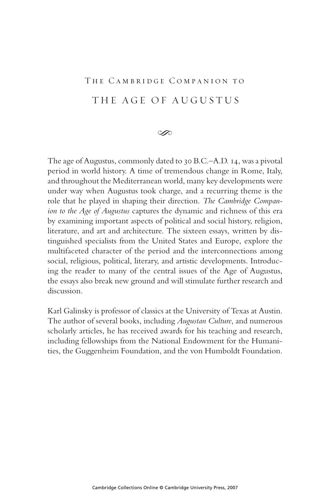 The Cambridge Companion to
THE AGE OF AUGUSTUS
The age of Augustus, commonly dated to 30 B.C.–A.D. 14, was a pivotal
period in world history. A time of tremendous change in Rome, Italy,
and throughout the Mediterranean world, many key developments were
under way when Augustus took charge, and a recurring theme is the
role that he played in shaping their direction. The Cambridge Compan-
ion to the Age of Augustus captures the dynamic and richness of this era
by examining important aspects of political and social history, religion,
literature, and art and architecture. The sixteen essays, written by dis-
tinguished specialists from the United States and Europe, explore the
multifaceted character of the period and the interconnections among
social, religious, political, literary, and artistic developments. Introduc-
ing the reader to many of the central issues of the Age of Augustus,
the essays also break new ground and will stimulate further research and
discussion.
Karl Galinsky is professor of classics at the University of Texas at Austin.
The author of several books, including Augustan Culture, and numerous
scholarly articles, he has received awards for his teaching and research,
including fellowships from the National Endowment for the Humani-
ties, the Guggenheim Foundation, and the von Humboldt Foundation.
Cambridge Collections Online © Cambridge University Press, 2007